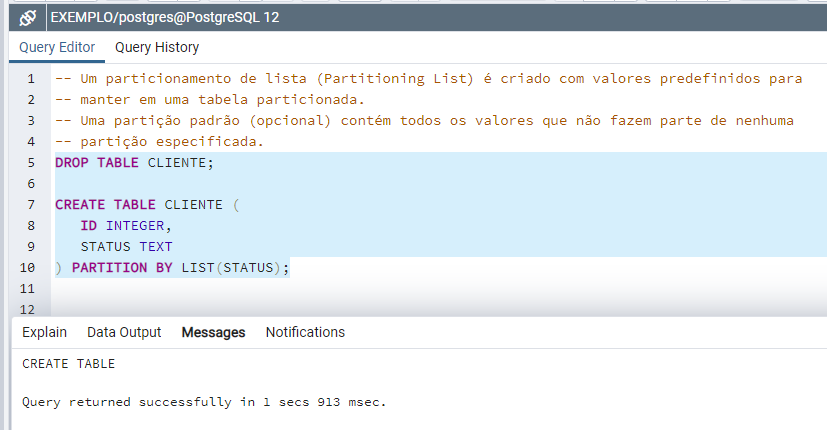 EXEMPLO/postgres@PostgreSQL 12
Query Editor Query History
1 -- Um particionamento de lista (Partitioning List) é criado com valores predefinidos para
2 -- manter em uma tabela particionada.
3 -- Uma partição padrão (opcional) contém todos os valores que não fazem parte de nenhuma
4 -- partição especificada.
5 DROP TABLE CLIENTE;
6
7 CREATE TABLE CLIENTE (
8 ID INTEGER,
9 STATUS TEXT
10 ) PARTITION BY LIST(STATUS);
11
12
Explain Data Output Messages Notifications
CREATE TABLE
Query returned successfully in 1 secs 913 msec.